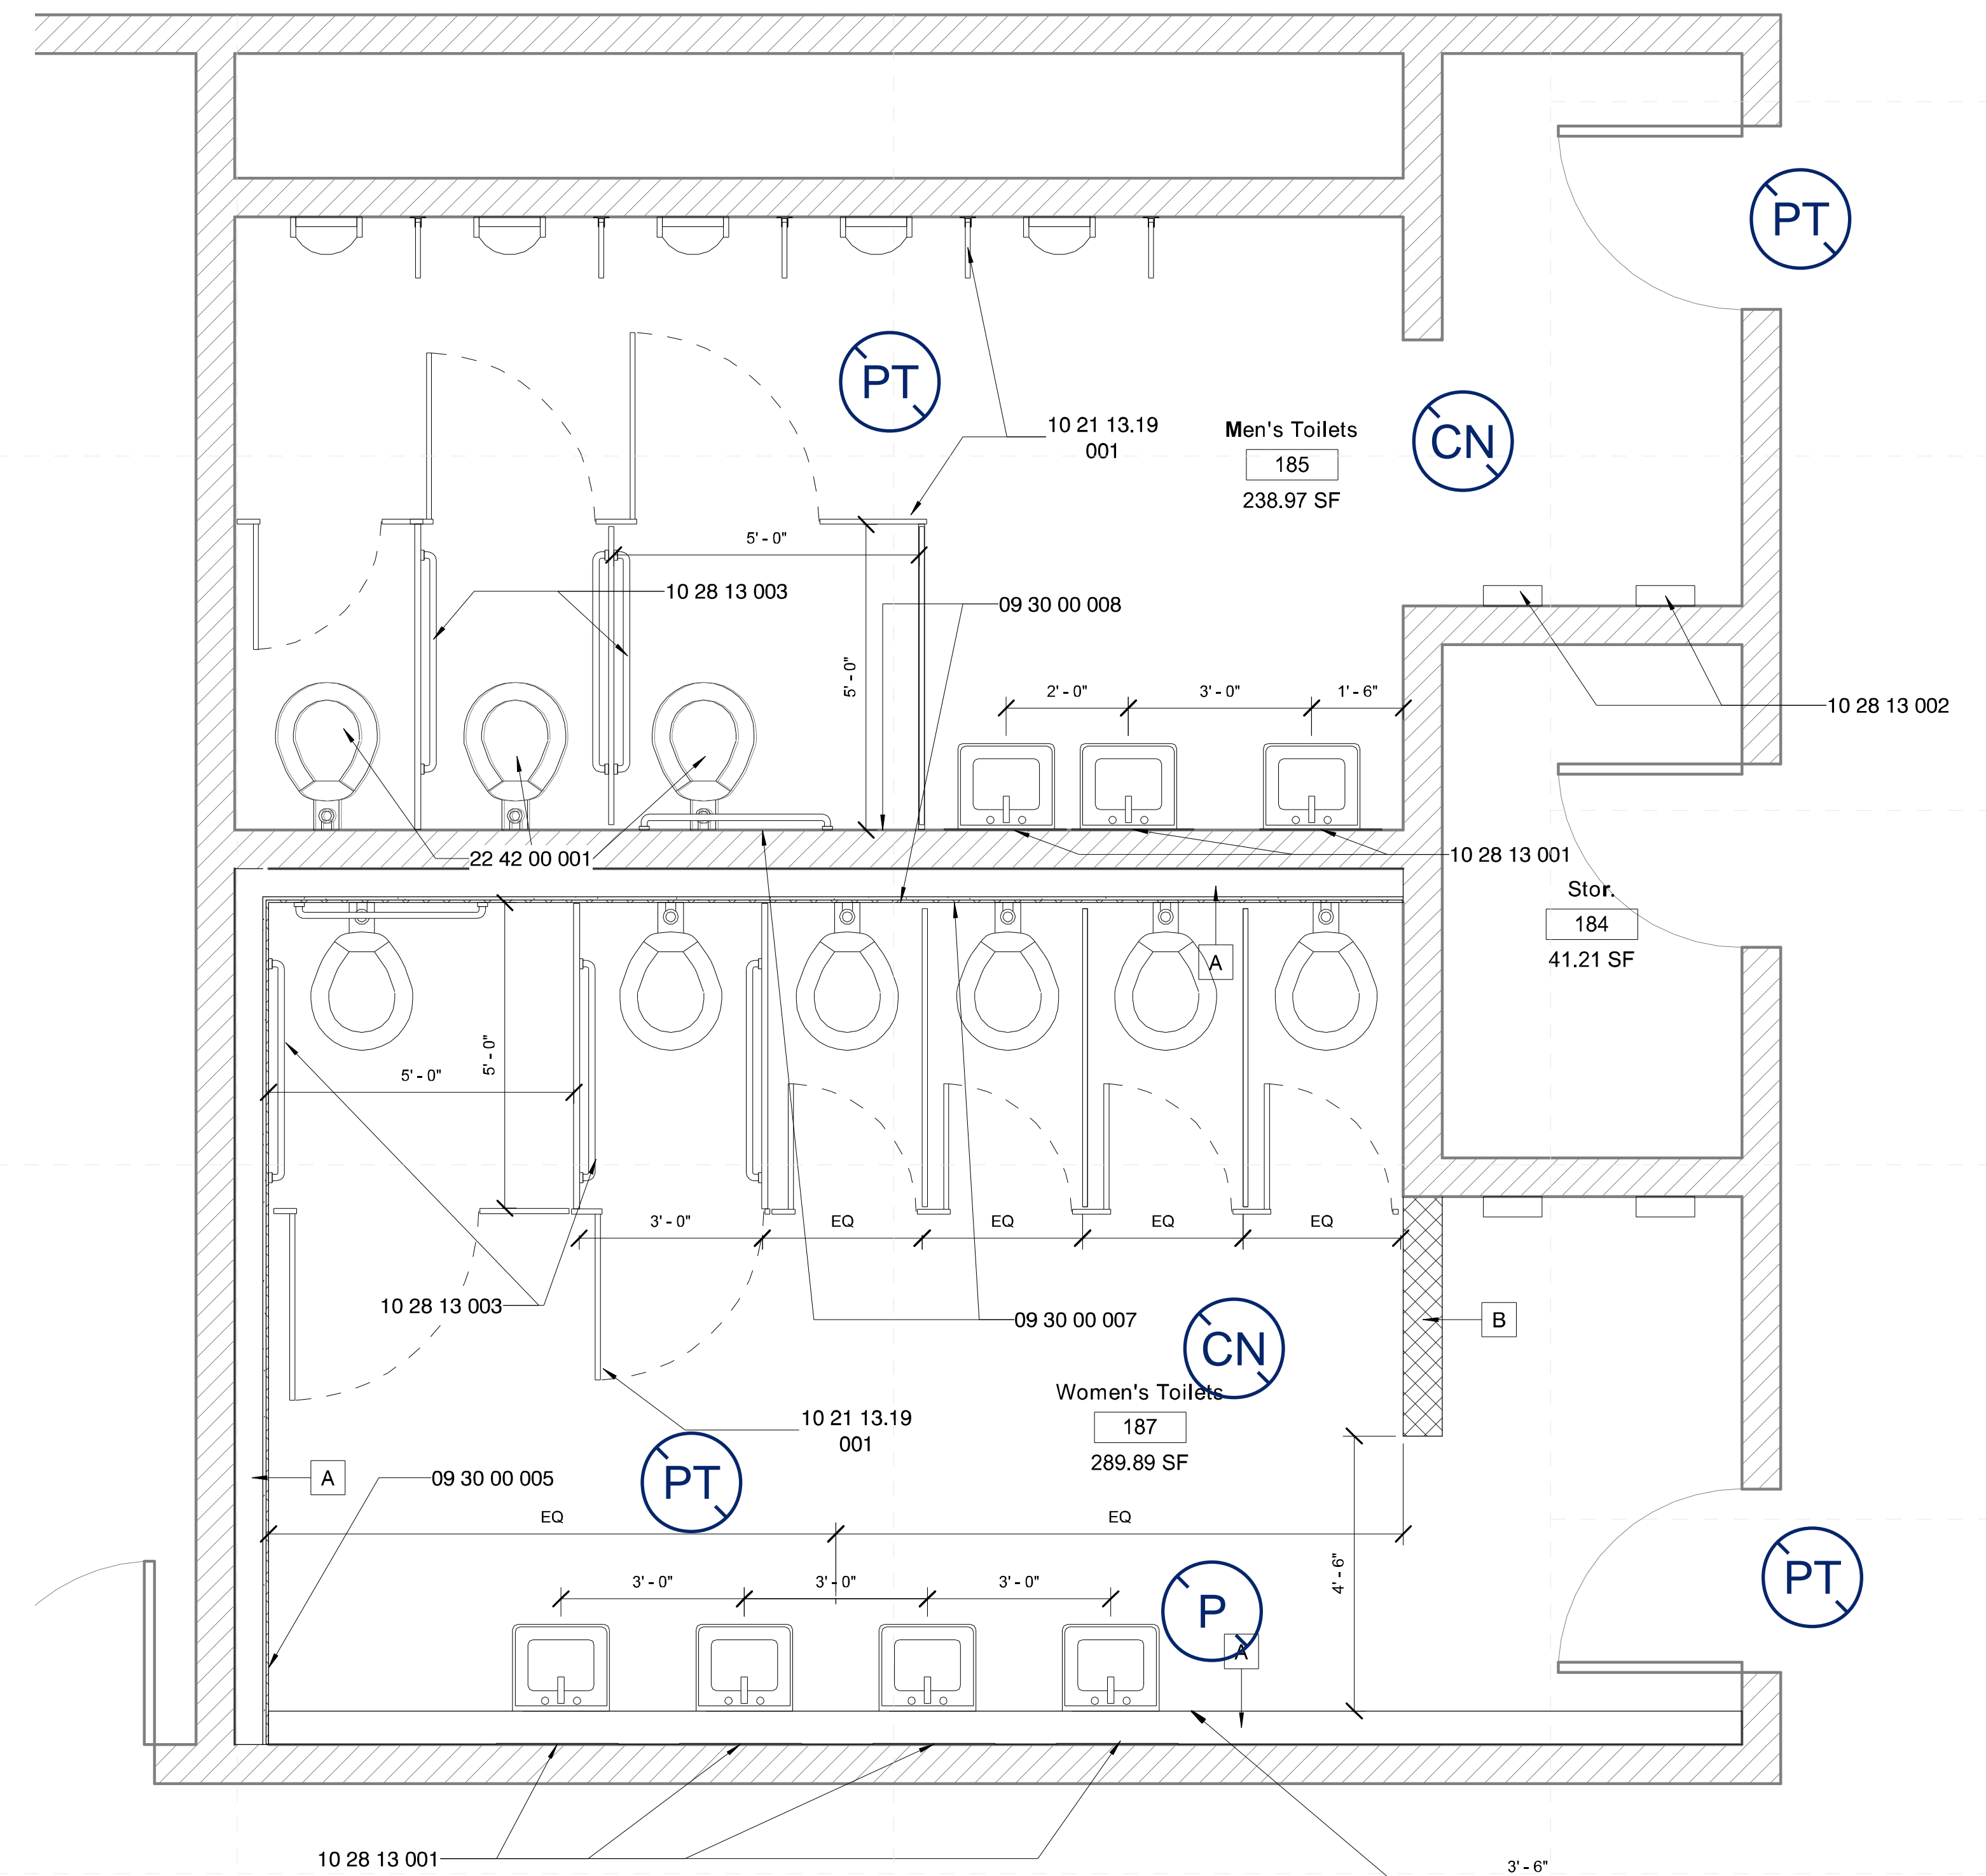 PT
PT
10 21 13.19
001
Men's Toilets
185
238.97 SF
CN
5' - 0"
10 28 13 003
09 30 00 008
5' - 0"
2' - 0"
3' - 0"
1' - 6"
10 28 13 002
22 42 00 001
10 28 13 001
Stor.
184
41.21 SF
A
5' - 0"
5' - 0"
3' - 0"
EQ
EQ
EQ
EQ
10 28 13 003
09 30 00 007
CN
B
Women's Toilets
187
289.89 SF
10 21 13.19
001
PT
A
09 30 00 005
EQ
EQ
4' - 6"
3' - 0"
3' - 0"
3' - 0"
P
PT
A
10 28 13 001
3' - 6"